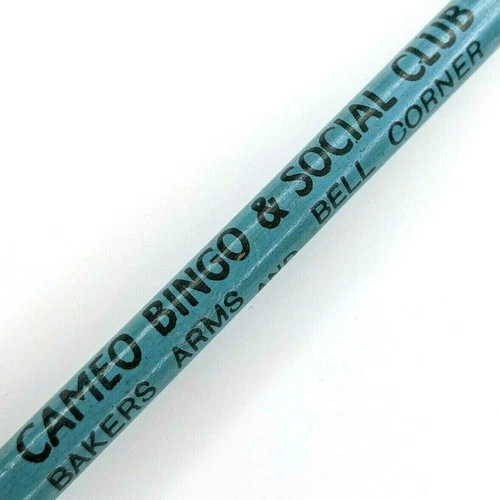 CAMEO BINGO & SOCIAL CLUB
BAKERS ARMS AND BELL CORNER